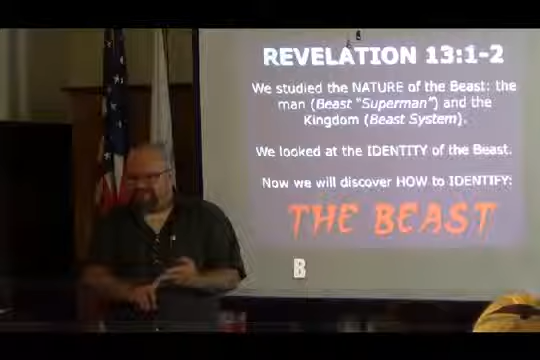 REVELATION 13:1-2
We studied the NATURE of the Beast: the
man (Beast "Superman") and the
Kingdom (Beast System).
We looked at the IDENTITY of the Beast.
Now we will discover HOW to IDENTIFY:
THE BEAST
B